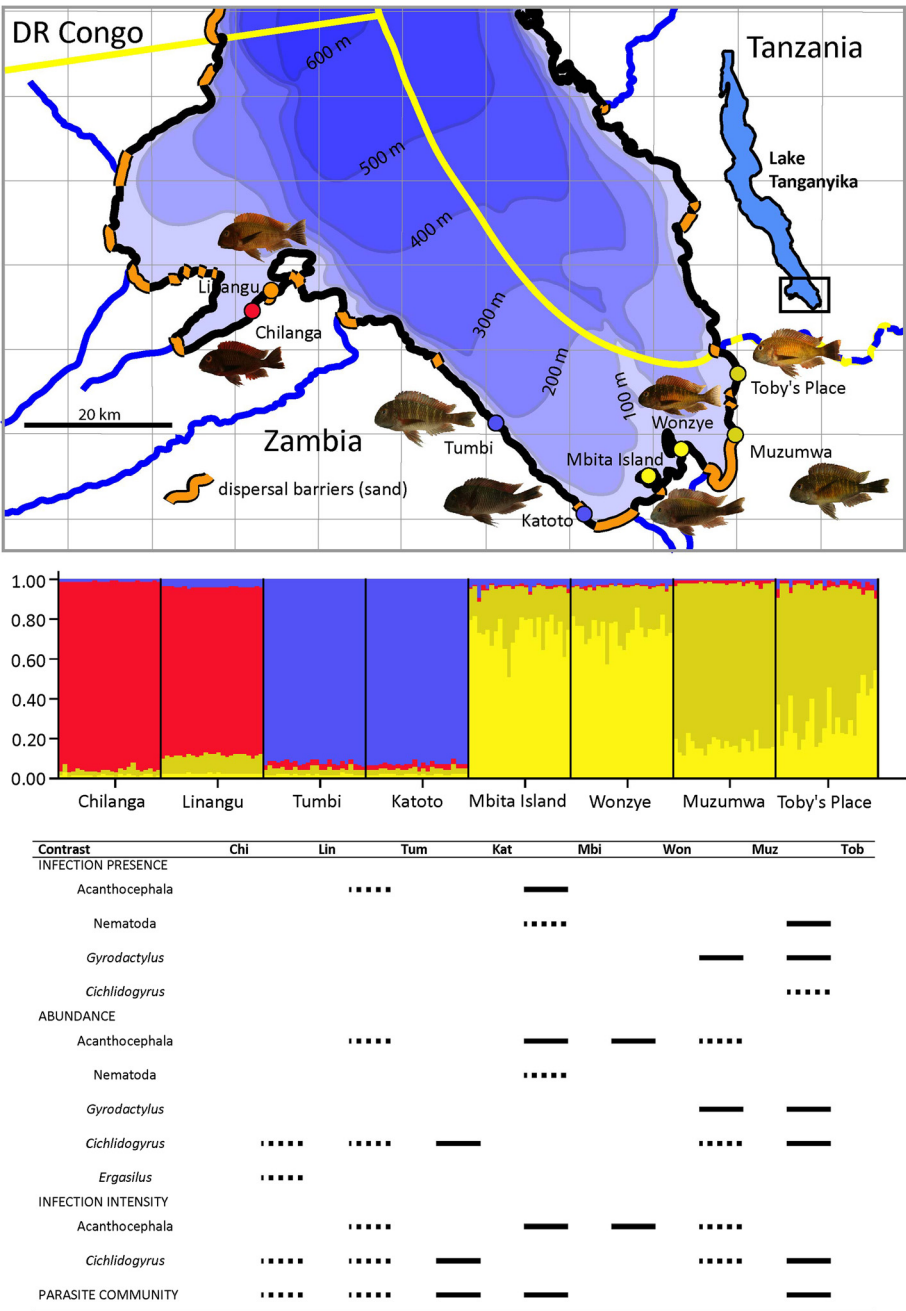 DR Congo
Tanzania
600 m
500 m
400 m
300 m
200 m
100 m
Lake
Tanganyika
Linangu
Chilanga
20 km
Zambia
dispersal barriers (sand)
Tumbi
Katoto
Mbita Island
Wonzye
Toby's Place
Muzumwa
1.00
0.80
0.60
0.40
0.20
0.00
Chilanga Linangu Tumbi Katoto Mbita Island Wonzye Muzumwa Toby's Place
Contrast Chi Lin Tum Kat Mbi Won Muz Tob
INFECTION PRESENCE
Acanthocephala
Nematoda
Gyrodactylus
Cichlidogyrus
ABUNDANCE
Acanthocephala
Nematoda
Gyrodactylus
Cichlidogyrus
Ergasilus
INFECTION INTENSITY
Acanthocephala
Cichlidogyrus
PARASITE COMMUNITY